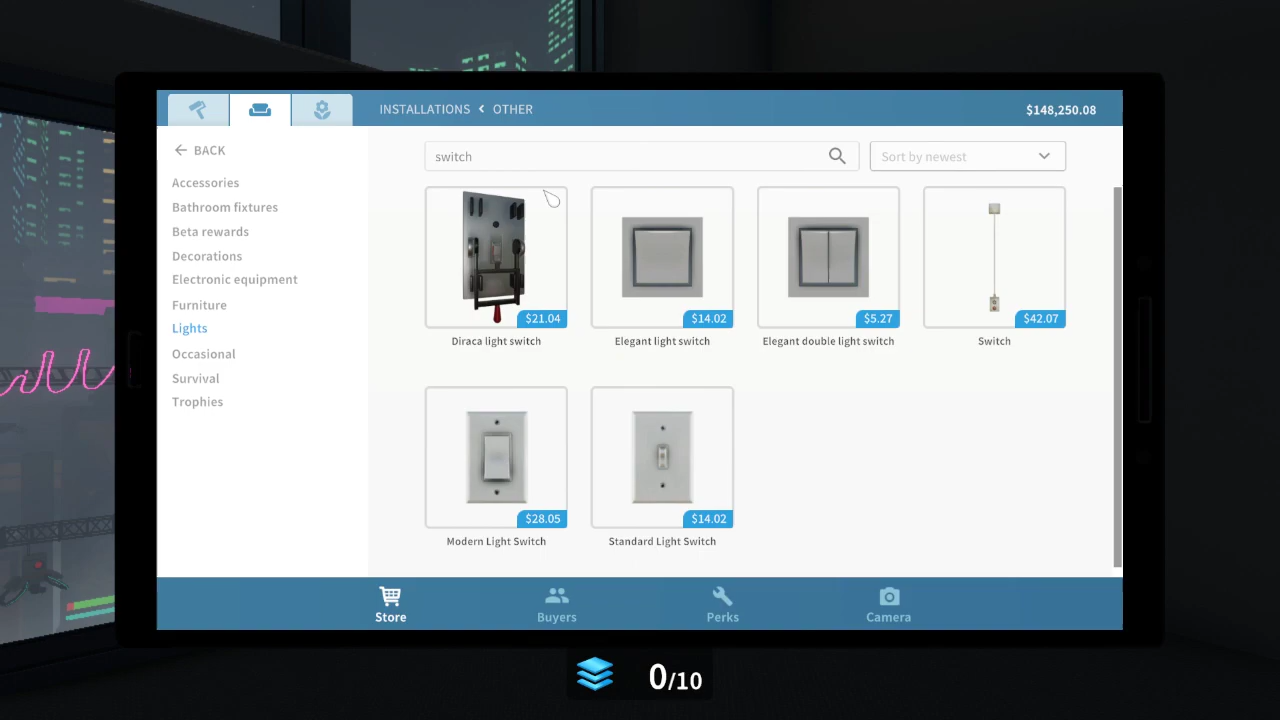 INSTALLATIONS < OTHER
$148,250.08
BACK
switch
Sort by newest
Accessories
Bathroom fixtures
Beta rewards
Decorations
Electronic equipment
Furniture
Lights
Occasional
Survival
Trophies
$21.04
$14.02
$5.27
$42.07
Diraca light switch
Elegant light switch
Elegant double light switch
Switch
$28.05
$14.02
Modern Light Switch
Standard Light Switch
Store
Buyers
Perks
Camera
0/10